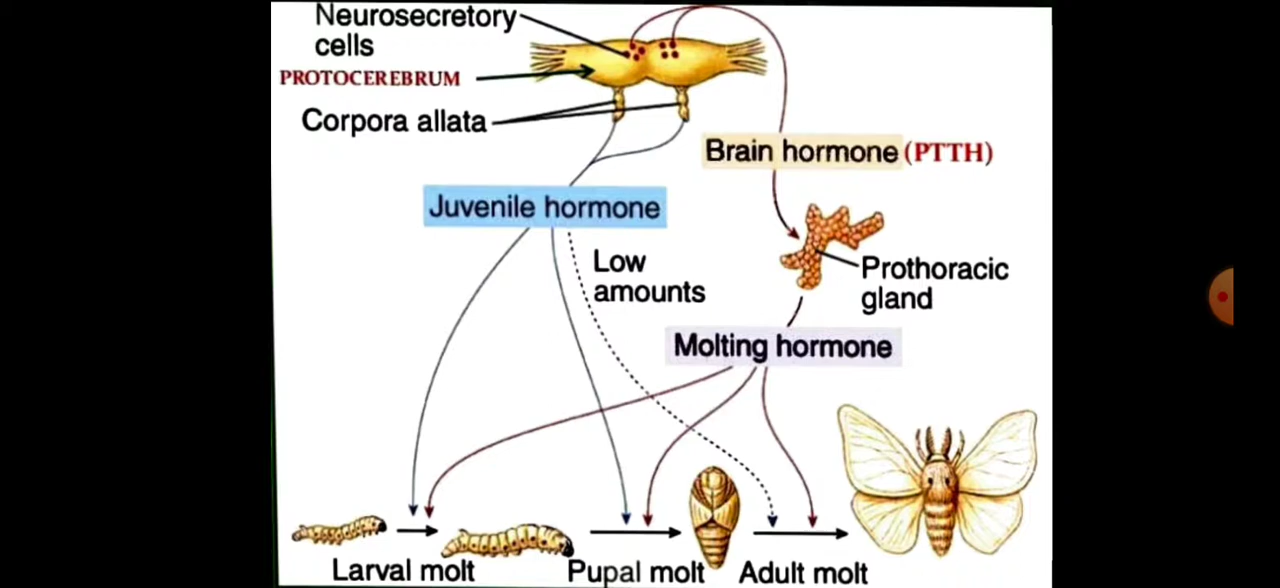 Neurosecretory
cells
PROTOCEREBRUM
Corpora allata
Brain hormone (PTTH)
Juvenile hormone
Low
amounts
Prothoracic
gland
Molting hormone
Larval molt
Pupal molt
Adult molt